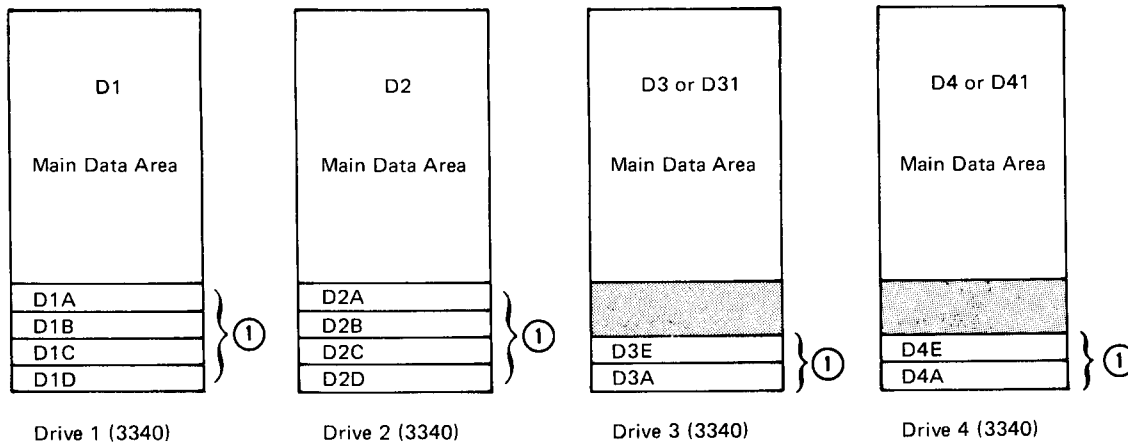 D1
Main Data Area
D1A
D1B
D1C
D1D
1
Drive 1 (3340)
D2
Main Data Area
D2A
D2B
D2C
D2D
1
Drive 2 (3340)
D3 or D31
Main Data Area
D3E
D3A
1
Drive 3 (3340)
D4 or D41
Main Data Area
D4E
D4A
1
Drive 4 (3340)